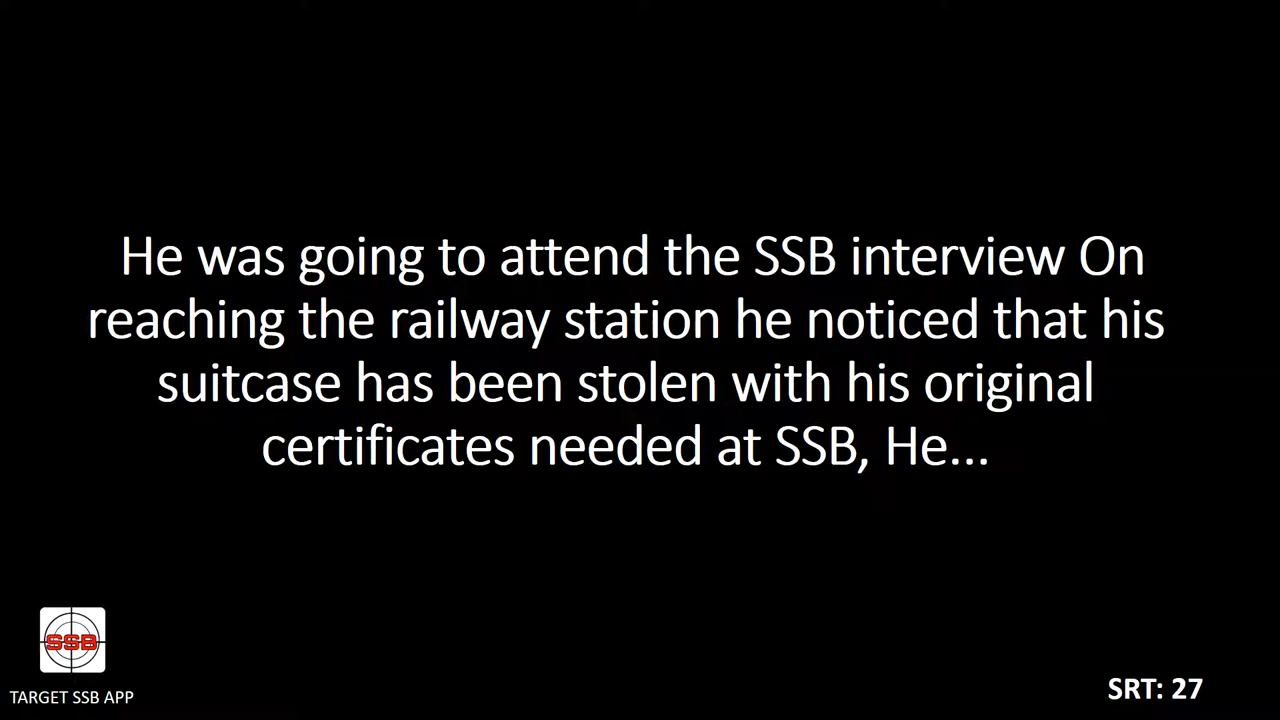 He was going to attend the SSB interview On
reaching the railway station he noticed that his
suitcase has been stolen with his original
certificates needed at SSB, He...
SSB
TARGET SSB APP
SRT: 27